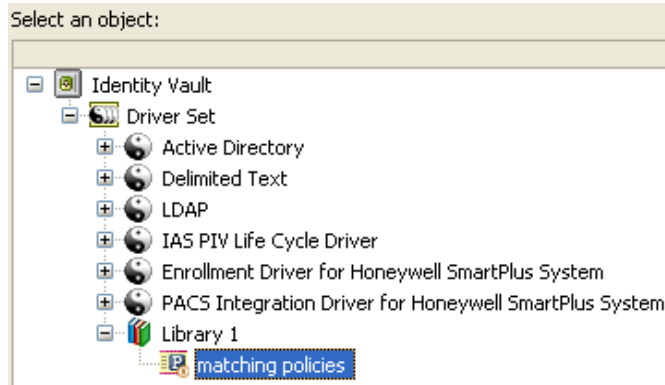 Select an object:
Identity Vault
Driver Set
Active Directory
Delimited Text
LDAP
IAS PIV Life Cycle Driver
Enrollment Driver for Honeywell SmartPlus System
PACS Integration Driver for Honeywell SmartPlus System
Library 1
matching policies